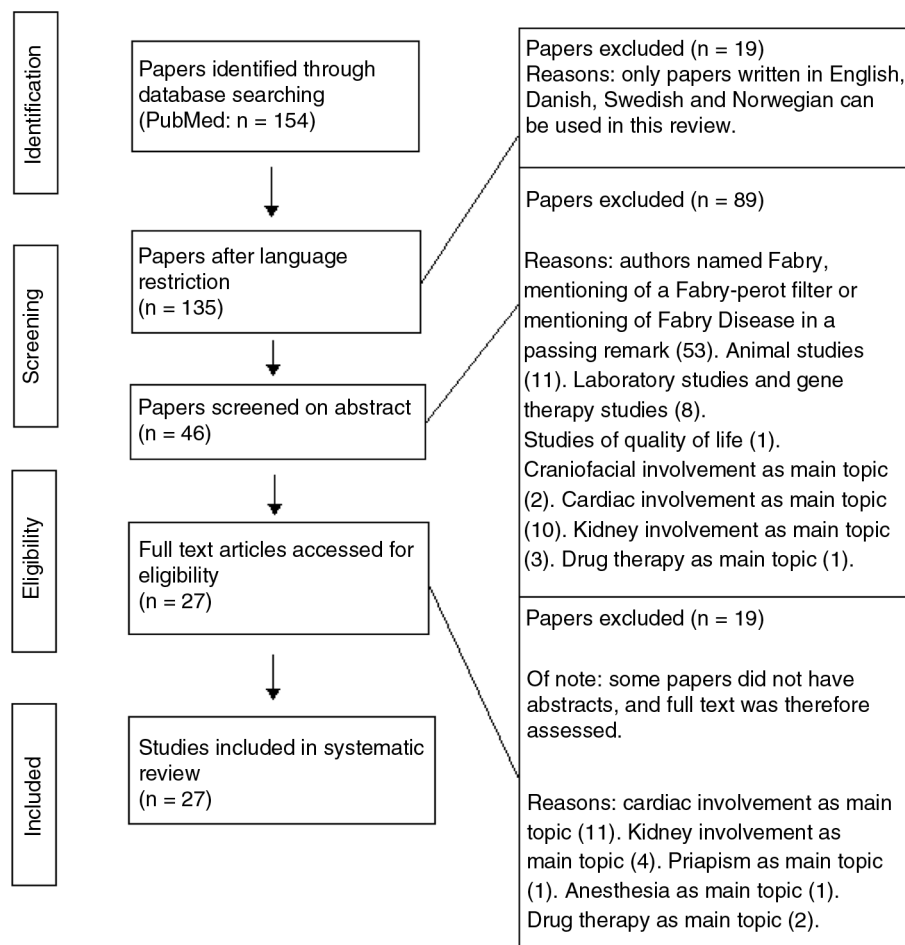 Identification
Papers identified through
database searching
(PubMed: n = 154)
Papers excluded (n = 19)
Reasons: only papers written in English,
Danish, Swedish and Norwegian can
be used in this review.
Screening
Papers after language
restriction
(n = 135)
Papers screened on abstract
(n = 46)
Papers excluded (n = 89)
Reasons: authors named Fabry,
mentioning of a Fabry-perot filter or
mentioning of Fabry Disease in a
passing remark (53). Animal studies
(11). Laboratory studies and gene
therapy studies (8).
Studies of quality of life (1).
Craniofacial involvement as main topic
(2). Cardiac involvement as main topic
(10). Kidney involvement as main topic
(3). Drug therapy as main topic (1).
Eligibility
Full text articles accessed for
eligibility
(n = 27)
Papers excluded (n = 19)
Of note: some papers did not have
abstracts, and full text was therefore
assessed.
Reasons: cardiac involvement as main
topic (11). Kidney involvement as
main topic (4). Priapism as main topic
(1). Anesthesia as main topic (1).
Drug therapy as main topic (2).
Included
Studies included in systematic
review
(n = 27)